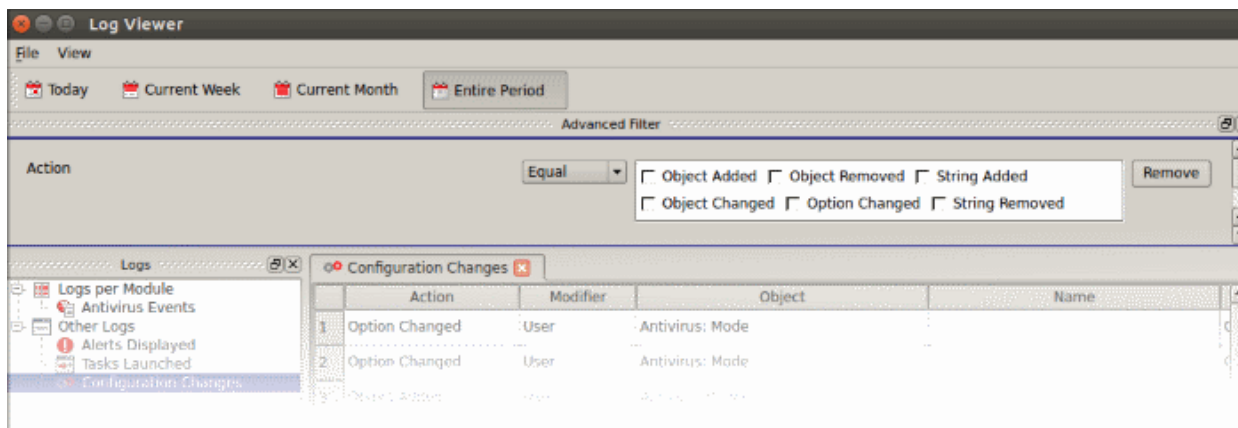 Log Viewer
File View
Today Current Week Current Month Entire Period
Advanced Filter
Action Equal Object Added Object Removed String Added Remove
Object Changed Option Changed String Removed
Logs
Logs per Module
Antivirus Events
Other Logs
Alerts Displayed
Tasks Launched
Configuration Changes
Configuration Changes
Action Modifier Object Name
1 Option Changed User Antivirus: Mode
2 Option Changed User Antivirus: Mode
3 Object Added User